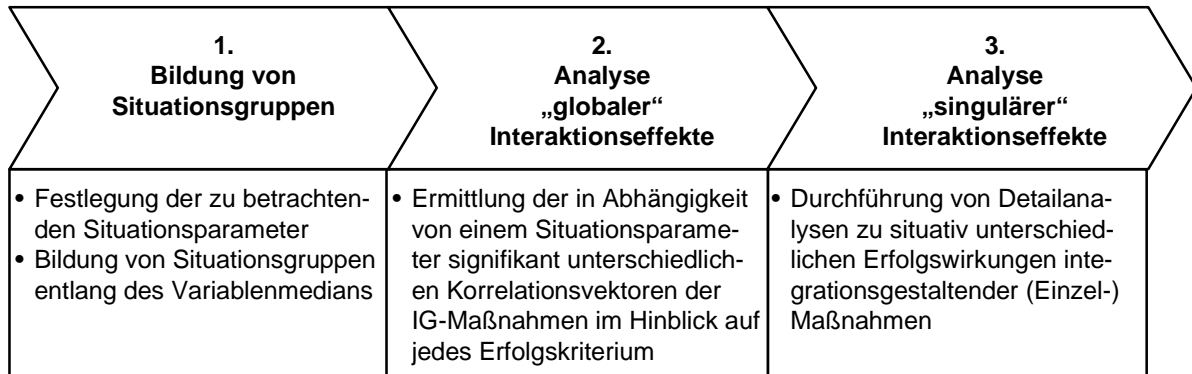 1.
Bildung von
Situationsgruppen
2.
Analyse
„globaler“
Interaktionseffekte
3.
Analyse
„singulärer“
Interaktionseffekte
• Festlegung der zu betrachten-
den Situationsparameter
• Bildung von Situationsgruppen
entlang des Variablenmedians
• Ermittlung der in Abhängigkeit
von einem Situationsparame-
ter signifikant unterschiedlich-
en Korrelationsvektoren der
IG-Maßnahmen im Hinblick auf
jedes Erfolgskriterium
• Durchführung von Detailana-
lysen zu situativ unterschied-
lichen Erfolgswirkungen inte-
grationsgestaltender (Einzel-)
Maßnahmen